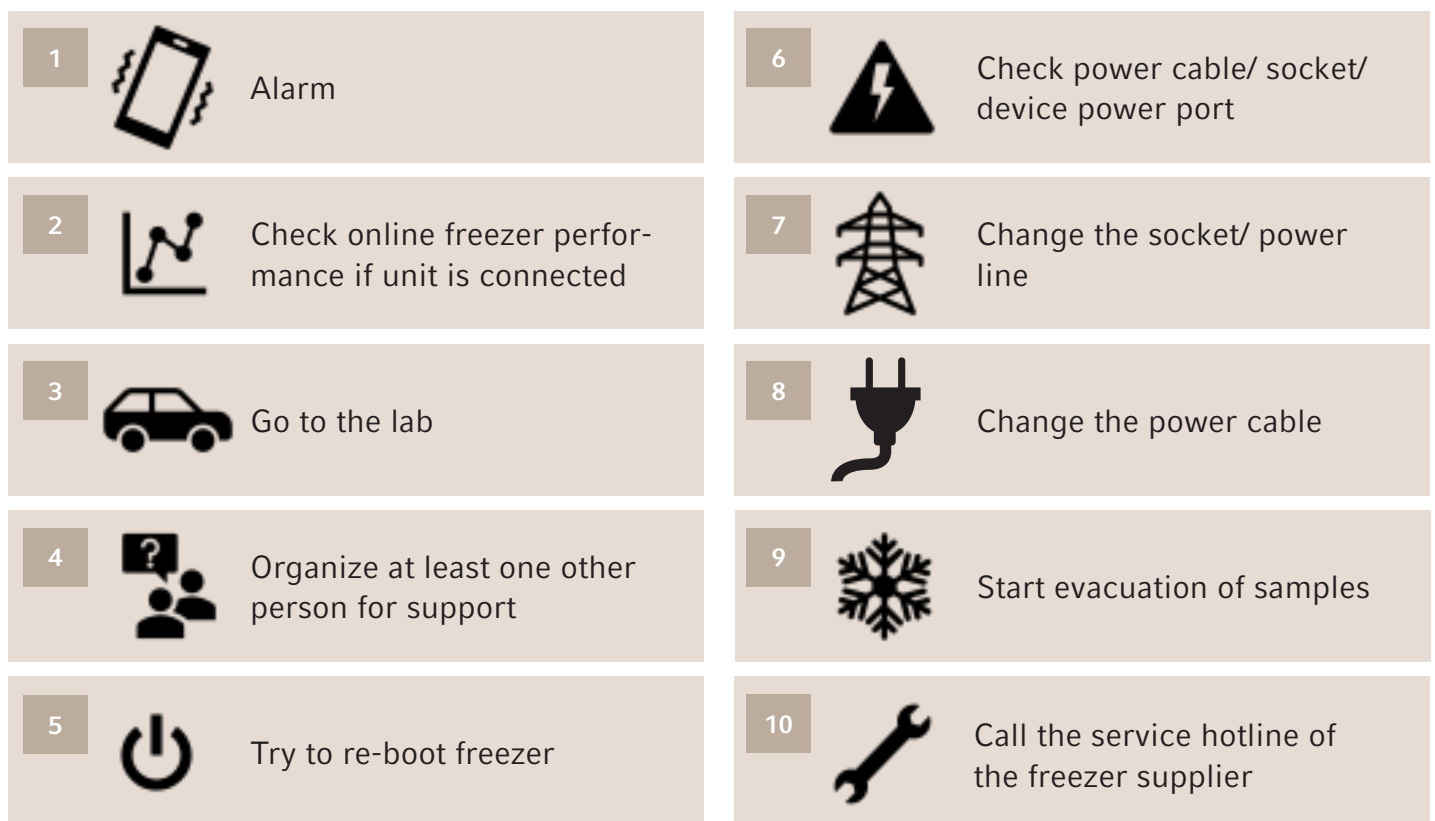 1
Alarm
2
Check online freezer perfor-
mance if unit is connected
3
Go to the lab
4
?
Organize at least one other
person for support
5
Try to re-boot freezer
6
Check power cable/ socket/
device power port
7
Change the socket/ power
line
8
Change the power cable
9
Start evacuation of samples
10
Call the service hotline of
the freezer supplier